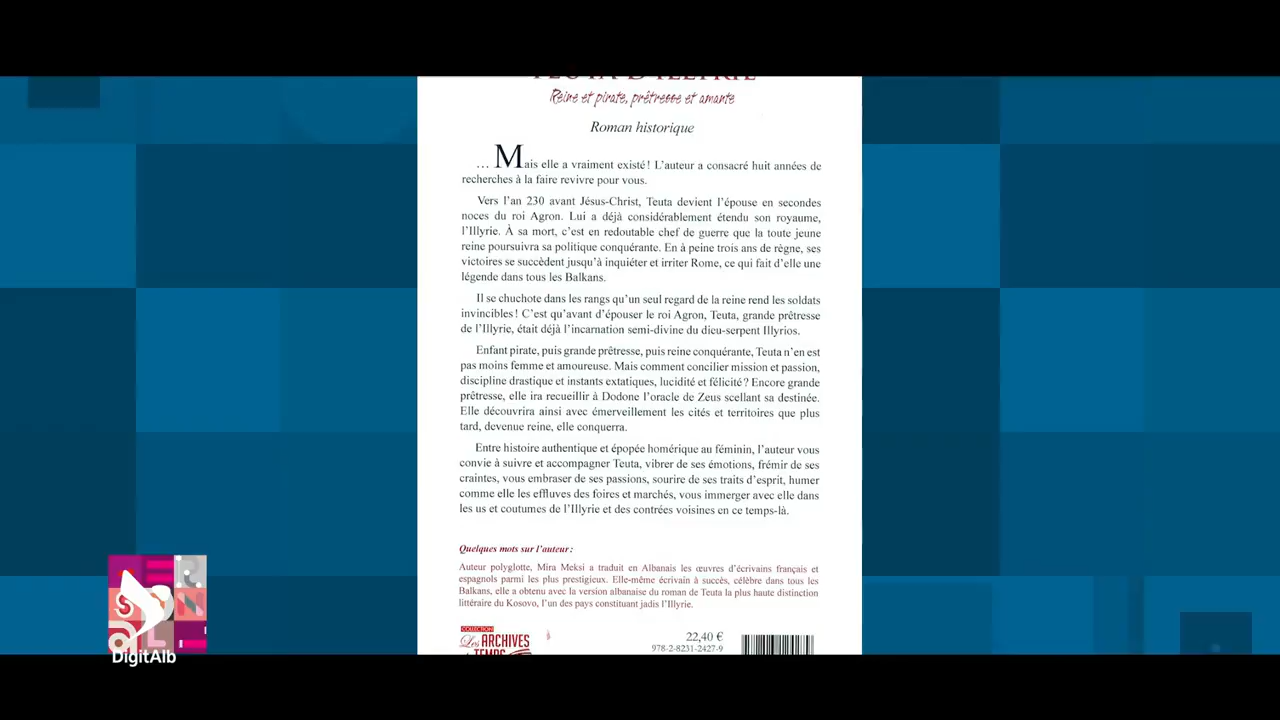 Reine et pirate, prêtresse et amante
Roman historique
... Mais elle a vraiment existé ! L'auteur a consacré huit années de
recherches à la faire revivre pour vous.
Vers l'an 230 avant Jésus-Christ, Teuta devient l'épouse en secondes
noces du roi Agron. Lui a déjà considérablement étendu son royaume,
l'Illyrie. À sa mort, c'est en redoutable chef de guerre que la toute jeune
reine poursuivra sa politique conquérante. En à peine trois ans de règne, ses
victoires se succèdent jusqu'à inquiéter et irriter Rome, ce qui fait d'elle une
légende dans tous les Balkans.
Il se chuchote dans les rangs qu'un seul regard de la reine rend les soldats
invincibles ! C'est qu'avant d'épouser le roi Agron, Teuta, grande prêtresse
de l'Illyrie, était déjà l'incarnation semi-divine du dieu-serpent Illyrios.
Enfant pirate, puis grande prêtresse, puis reine conquérante, Teuta n'en est
pas moins femme et amoureuse. Mais comment concilier mission et passion,
discipline drastique et instants extatiques, lucidité et félicité ? Encore grande
prêtresse, elle ira recueillir à Dodone l'oracle de Zeus scellant sa destinée.
Elle découvrira ainsi avec émerveillement les cités et territoires que plus
tard, devenue reine, elle conquerra.
Entre histoire authentique et épopée homérique au féminin, l'auteur vous
convie à suivre et accompagner Teuta, vibrer de ses émotions, frémir de ses
craintes, vous embraser de ses passions, sourire de ses traits d'esprit, humer
comme elle les effluves des foires et marchés, vous immerger avec elle dans
les us et coutumes de l'Illyrie et des contrées voisines en ce temps-là.
Quelques mots sur l'auteur :
Auteur polyglotte, Mira Meksi a traduit en Albanais les œuvres d'écrivains français et
espagnols parmi les plus prestigieux. Elle-même écrivain à succès, célèbre dans tous les
Balkans, elle a obtenu avec la version albanaise du roman de Teuta la plus haute distinction
littéraire du Kosovo, l'un des pays constituant jadis l'Illyrie.
COLLECTION
Les ARCHIVES
22,40 €
978-2-8231-2427-9
DigitAlb